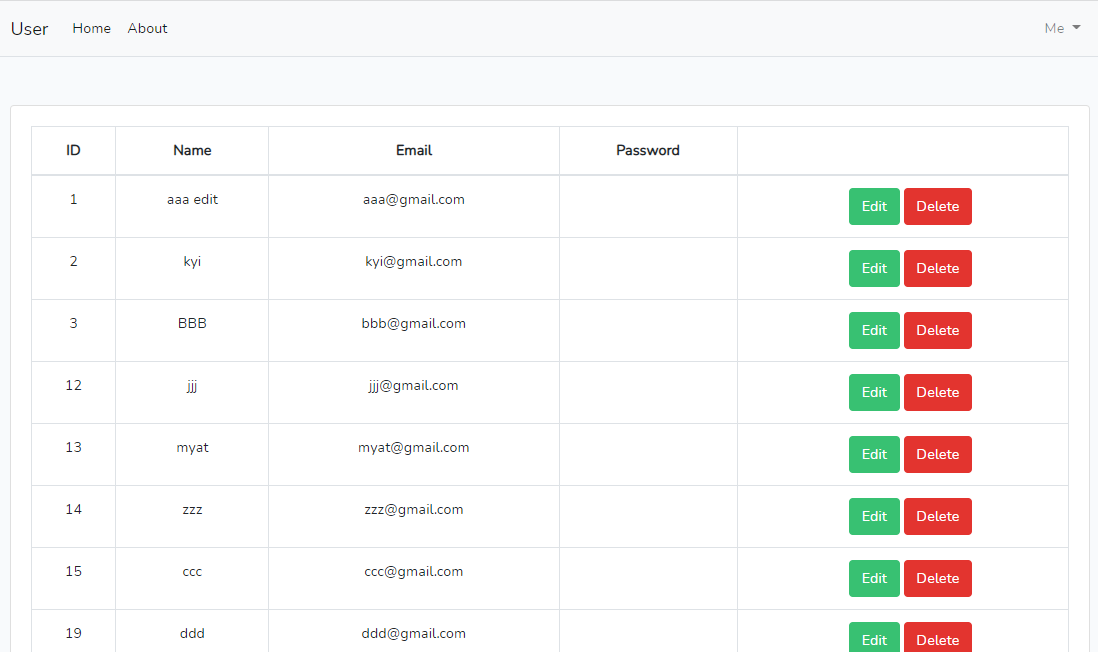 User Home About Me
ID Name Email Password
1 aaa edit aaa@gmail.com Edit Delete
2 kyi kyi@gmail.com Edit Delete
3 BBB bbb@gmail.com Edit Delete
12 jjj jjj@gmail.com Edit Delete
13 myat myat@gmail.com Edit Delete
14 zzz zzz@gmail.com Edit Delete
15 ccc ccc@gmail.com Edit Delete
19 ddd ddd@gmail.com Edit Delete